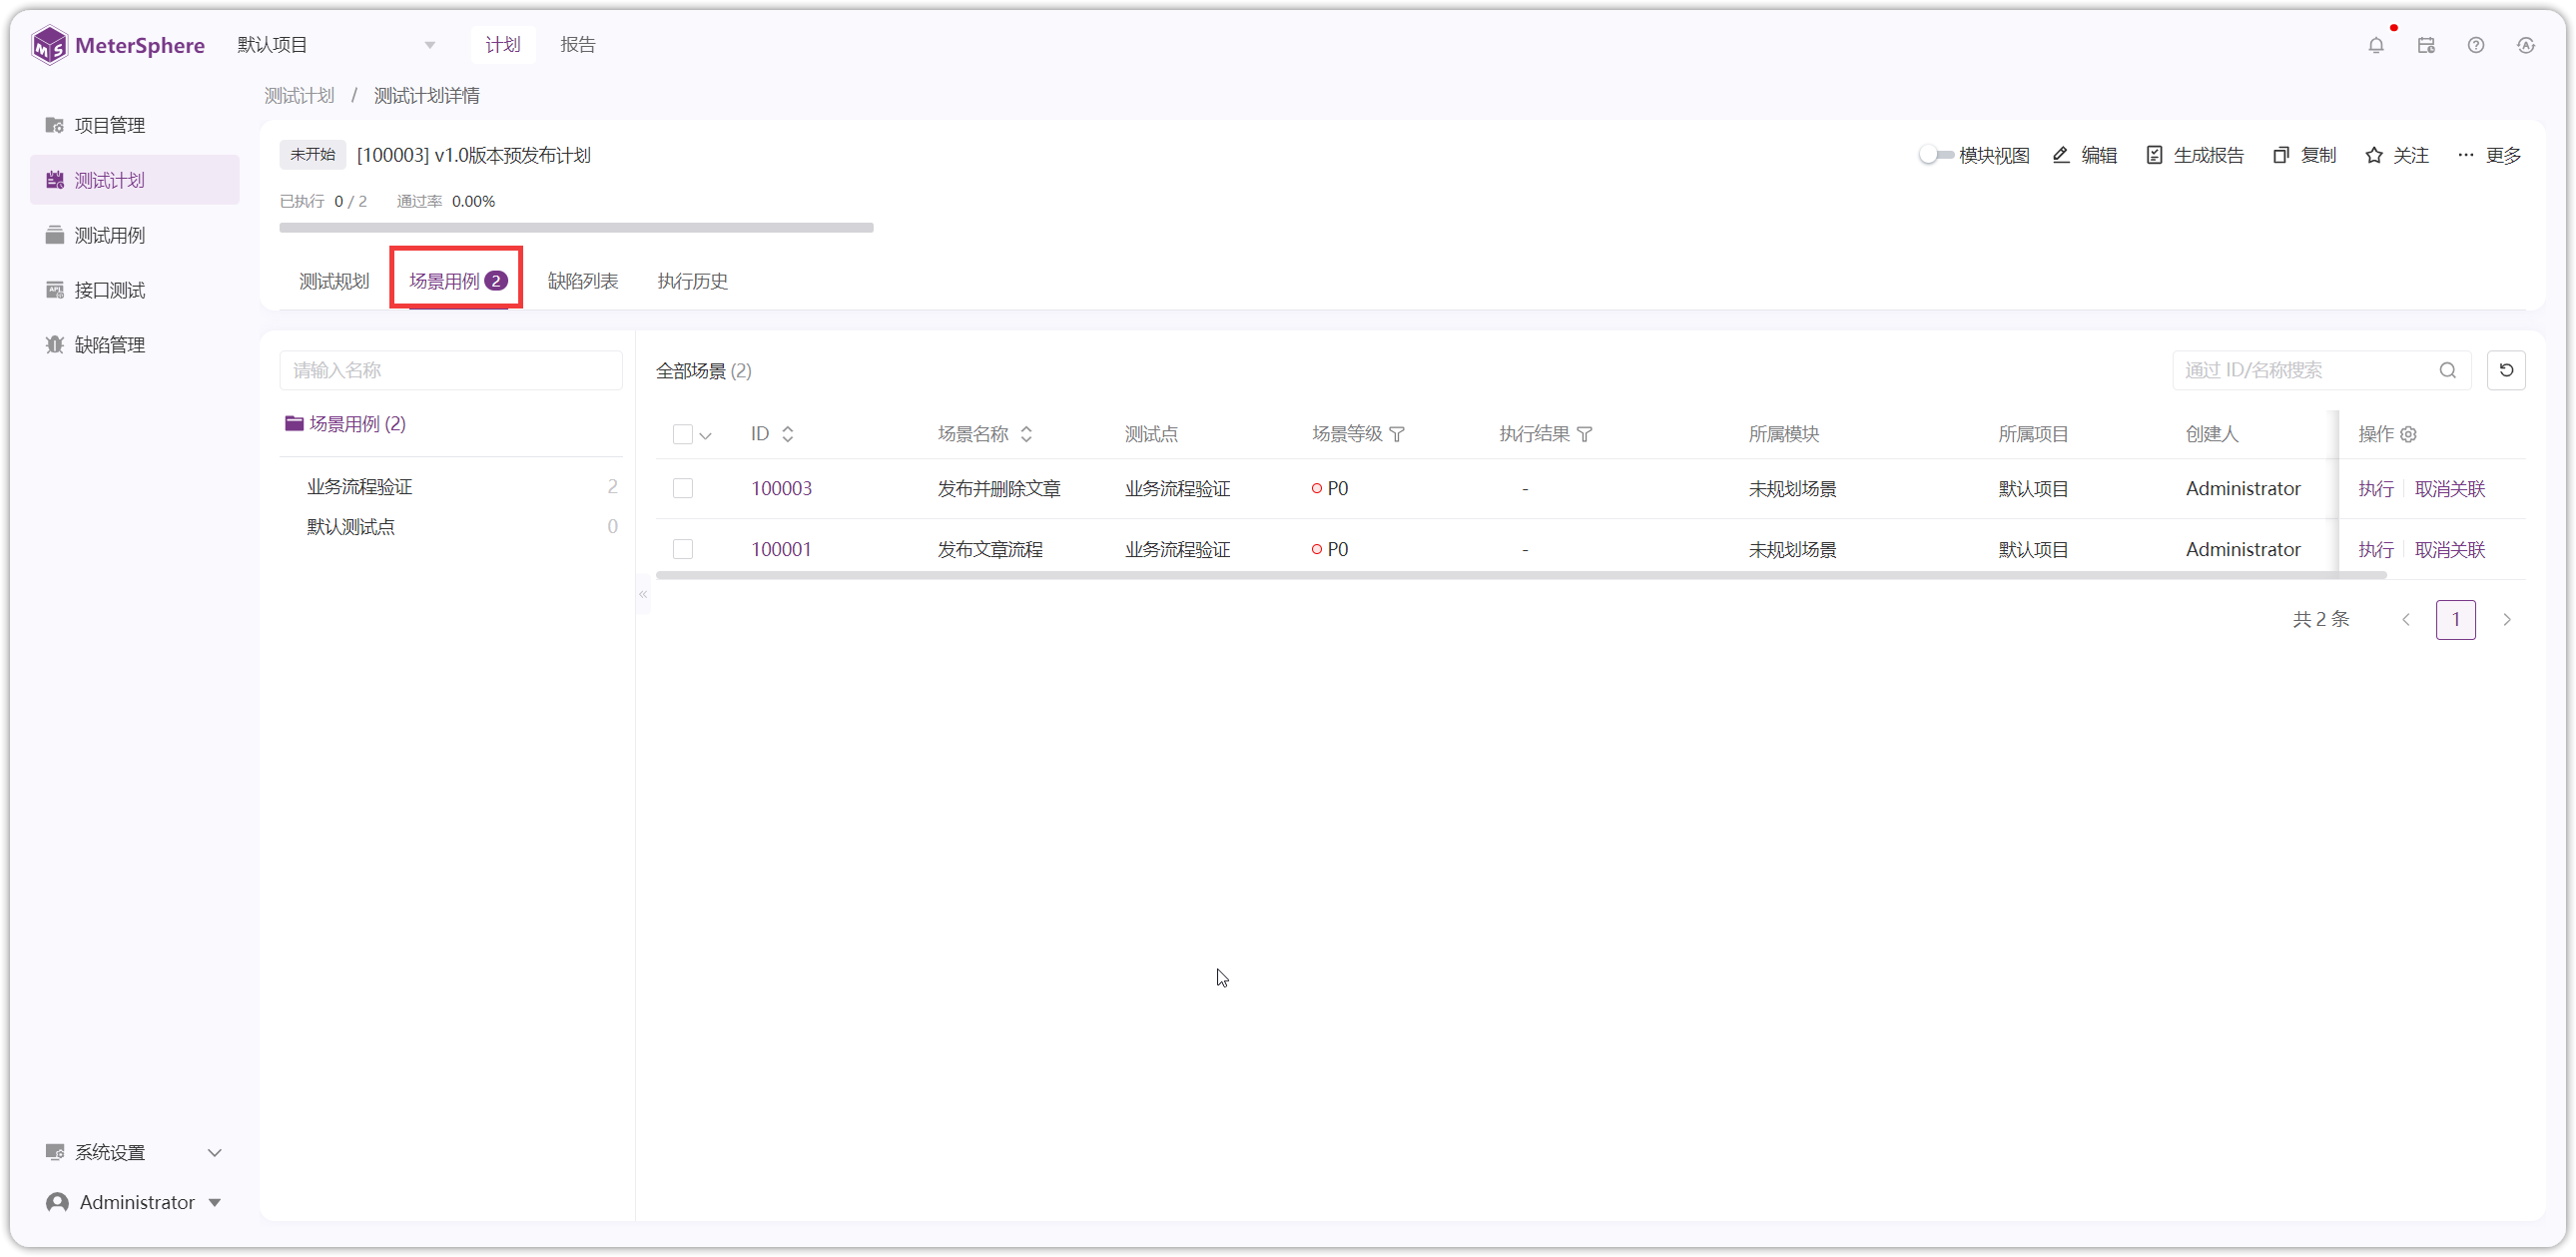 MeterSphere 默认项目 计划 报告
测试计划 / 测试计划详情
项目管理
测试计划
测试用例
接口测试
缺陷管理
未开始 [100003] v1.0版本预发布计划
模块视图 编辑 生成报告 复制 关注 更多
已执行 0 / 2 通过率 0.00%
测试规划 场景用例 2 缺陷列表 执行历史
请输入名称
场景用例 (2)
业务流程验证 2
默认测试点 0
全部场景 (2)
通过 ID/名称搜索
ID 场景名称 测试点 场景等级 执行结果 所属模块 所属项目 创建人 操作
100003 发布并删除文章 业务流程验证 P0 - 未规划场景 默认项目 Administrator 执行 取消关联
100001 发布文章流程 业务流程验证 P0 - 未规划场景 默认项目 Administrator 执行 取消关联
共 2 条 1
系统设置
Administrator